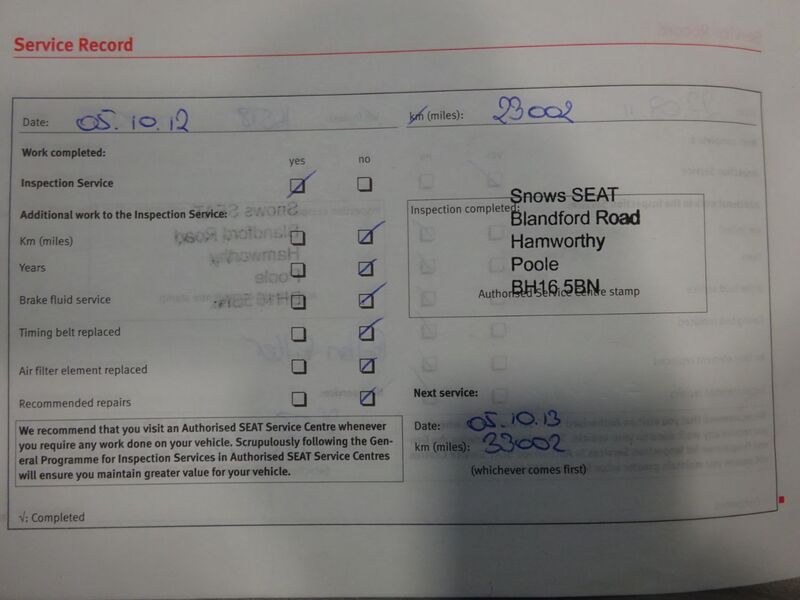 Service Record
Date: 05.10.12
km (miles): 23002
Work completed:
yes no
Inspection Service
Additional work to the Inspection Service:
Km (miles)
Years
Brake fluid service
Timing belt replaced
Air filter element replaced
Recommended repairs
We recommend that you visit an Authorised SEAT Service Centre whenever
you require any work done on your vehicle. Scrupulously following the Gen-
eral Programme for Inspection Services in Authorised SEAT Service Centres
will ensure you maintain greater value for your vehicle.
√: Completed
Inspection completed:
Snows SEAT
Blandford Road
Hamworthy
Poole
BH16 5BN
Authorised Service Centre stamp
Next service:
Date: 05.10.13
km (miles): 33002
(whichever comes first)